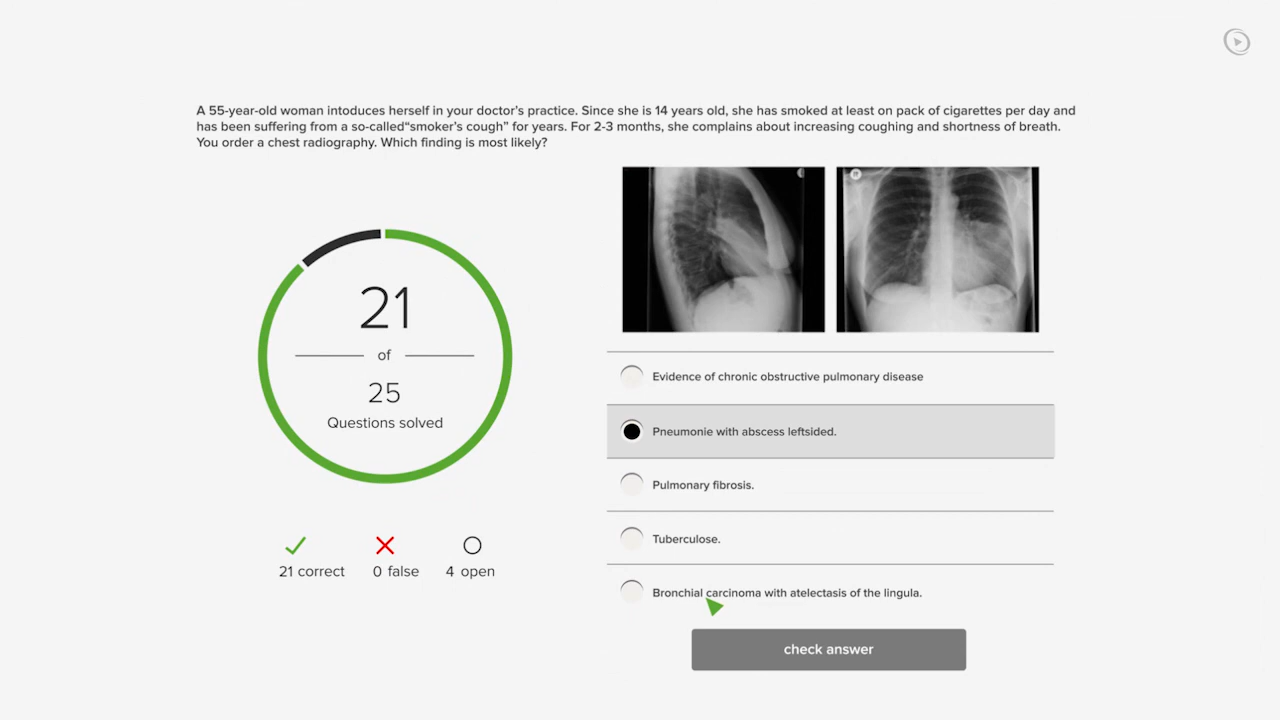 A 55-year-old woman intoduces herself in your doctor's practice. Since she is 14 years old, she has smoked at least on pack of cigarettes per day and
has been suffering from a so-called“smoker's cough” for years. For 2-3 months, she complains about increasing coughing and shortness of breath.
You order a chest radiography. Which finding is most likely?
21
of
25
Questions solved
21 correct
0 false
4 open
Evidence of chronic obstructive pulmonary disease
Pneumonie with abscess leftsided.
Pulmonary fibrosis.
Tuberculose.
Bronchial carcinoma with atelectasis of the lingula.
check answer